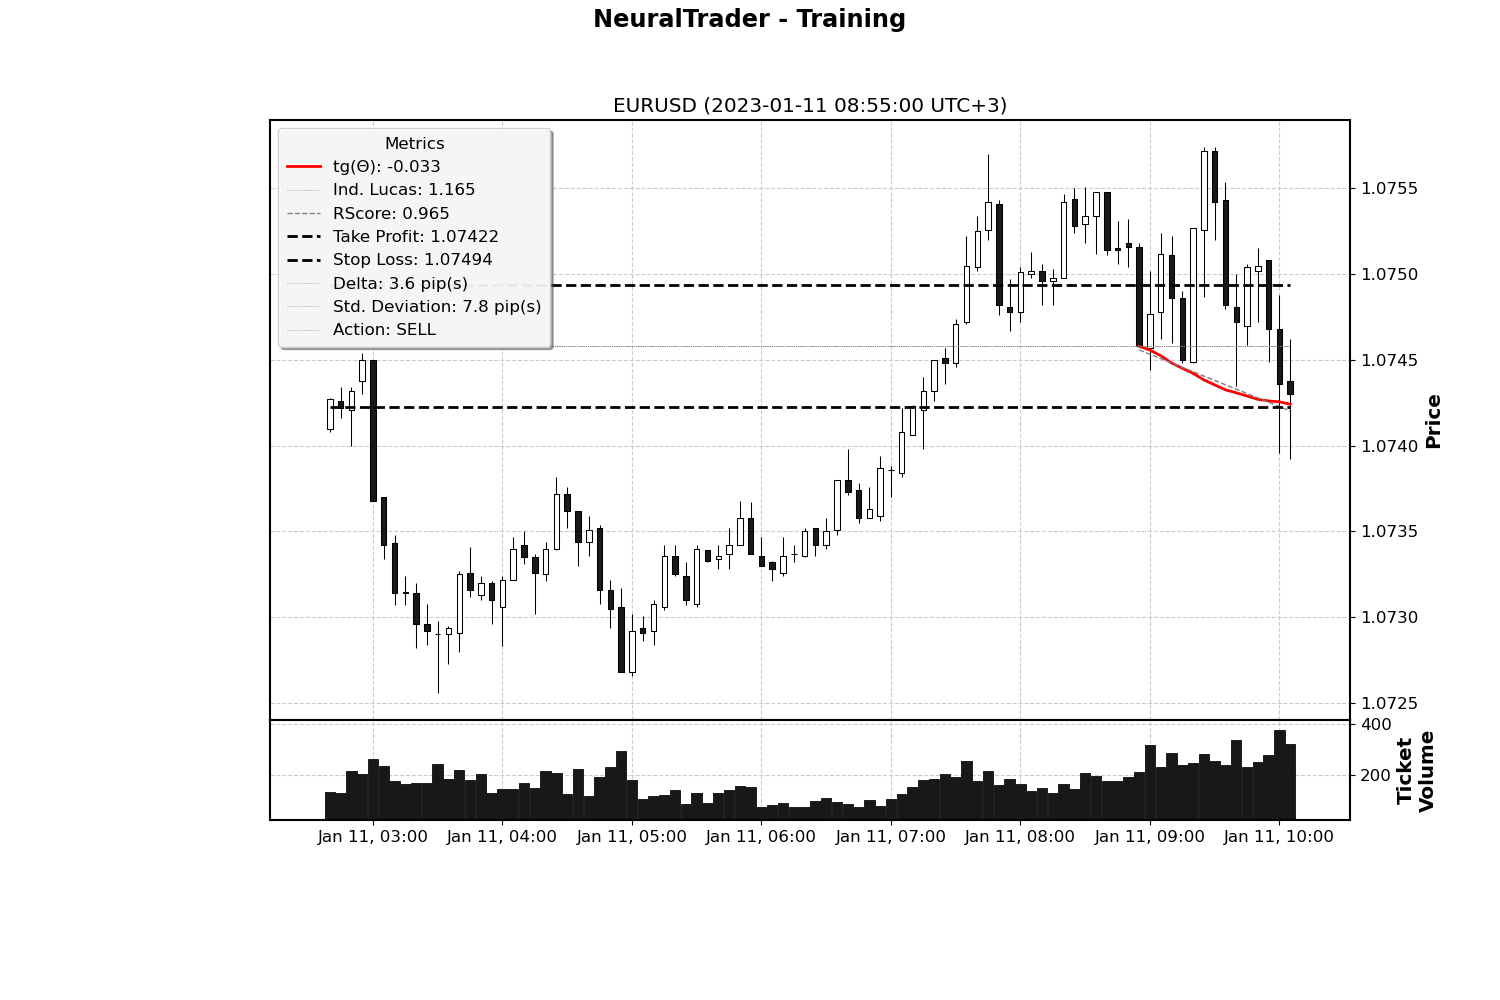 NeuralTrader - Training
EURUSD (2023-01-11 08:55:00 UTC+3)
Metrics
tg(Θ): -0.033
Ind. Lucas: 1.165
RScore: 0.965
Take Profit: 1.07422
Stop Loss: 1.07494
Delta: 3.6 pip(s)
Std. Deviation: 7.8 pip(s)
Action: SELL
1.0755
1.0750
1.0745
1.0740
1.0735
1.0730
1.0725
Price
400
200
Ticket
Volume
Jan 11, 03:00
Jan 11, 04:00
Jan 11, 05:00
Jan 11, 06:00
Jan 11, 07:00
Jan 11, 08:00
Jan 11, 09:00
Jan 11, 10:00